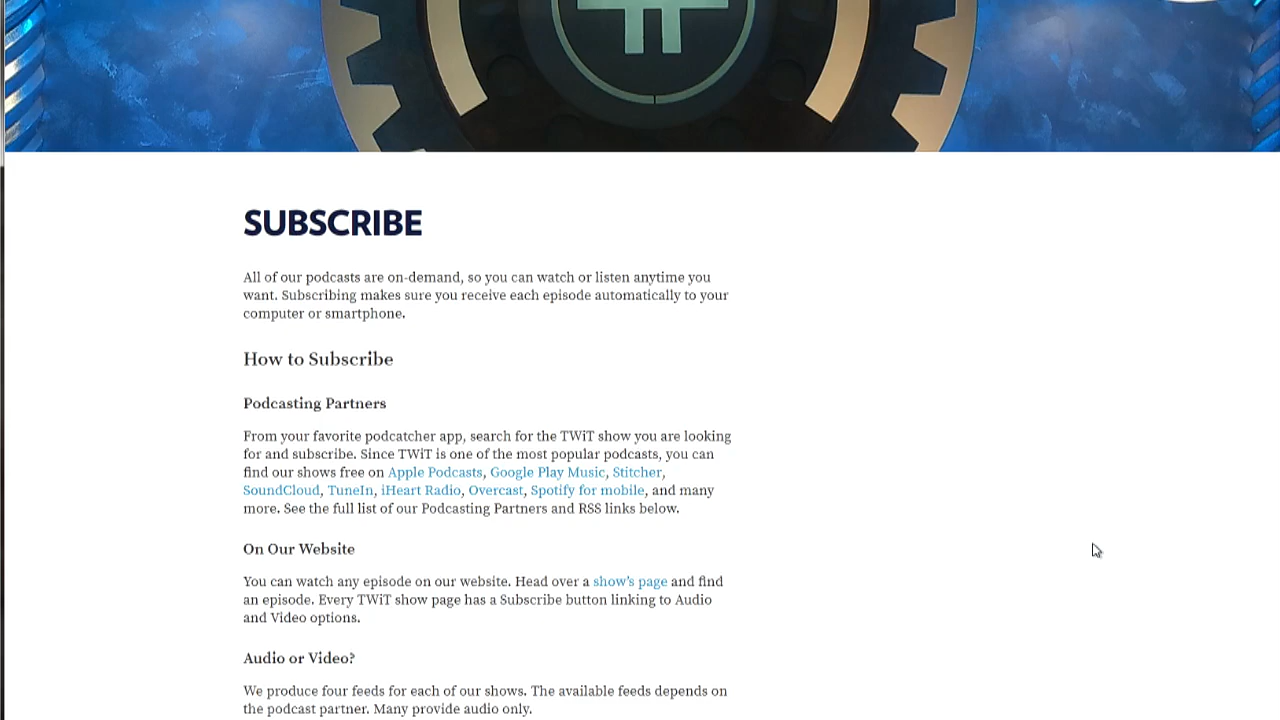 SUBSCRIBE
All of our podcasts are on-demand, so you can watch or listen anytime you
want. Subscribing makes sure you receive each episode automatically to your
computer or smartphone.
How to Subscribe
Podcasting Partners
From your favorite podcatcher app, search for the TWiT show you are looking
for and subscribe. Since TWiT is one of the most popular podcasts, you can
find our shows free on Apple Podcasts, Google Play Music, Stitcher,
SoundCloud, TuneIn, iHeart Radio, Overcast, Spotify for mobile, and many
more. See the full list of our Podcasting Partners and RSS links below.
On Our Website
You can watch any episode on our website. Head over a show's page and find
an episode. Every TWiT show page has a Subscribe button linking to Audio
and Video options.
Audio or Video?
We produce four feeds for each of our shows. The available feeds depends on
the podcast partner. Many provide audio only.